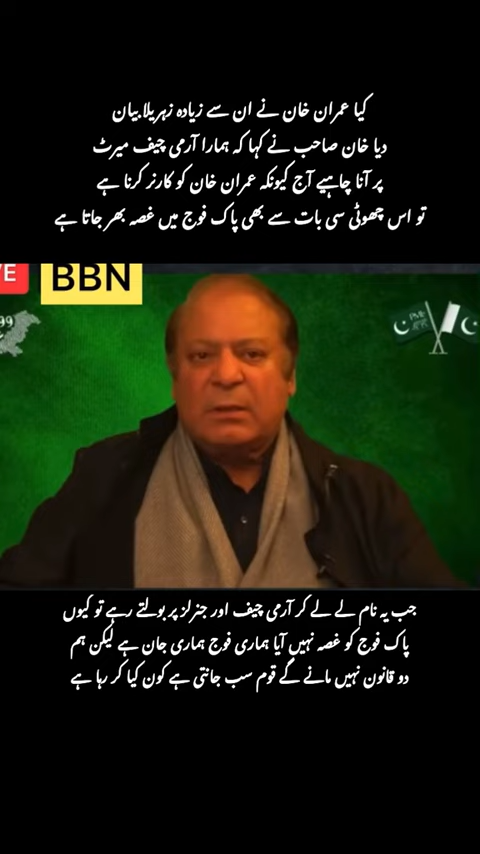 کیا عمران خان نے ان سے زیادہ زہریلا بیان
دیا خان صاحب نے کہا کہ ہمارا آرمی چیف میرٹ
پر آنا چاہیے آج کیونکہ عمران خان کو کارنر کرنا ہے
تو اس چھوٹی سی بات سے بھی پاک فوج میں غصہ بھر جاتا ہے
VE
BBN
99
PML
جب یہ نام لے لے کر آرمی چیف اور جنرلز پر بولتے رہے تو کیوں
پاک فوج کو غصہ نہیں آیا ہماری فوج ہماری جان ہے لیکن ہم
دو قانون نہیں مانے گے قوم سب جانتی ہے کون کیا کر رہا ہے